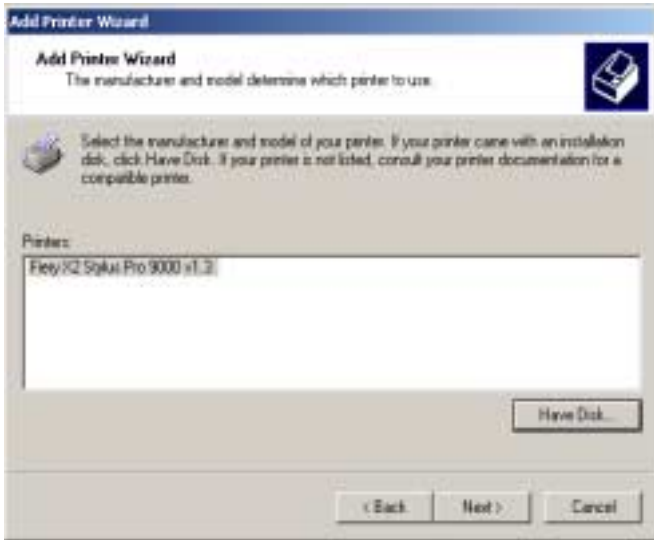 Add Printer Wizard
Add Printer Wizard
The manufacturer and model determine which printer to use.
Select the manufacturer and model of your printer. If your printer came with an installation
disk, click Have Disk. If your printer is not listed, consult your printer documentation for a
compatible printer.
Printers:
Fiery X2 Stylus Pro 9000 v1.3
Have Disk...
< Back
Next >
Cancel